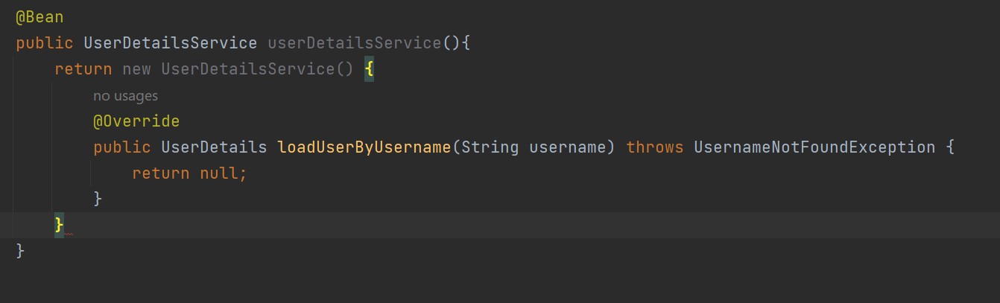 @Bean
public UserDetailsService userDetailsService(){
return new UserDetailsService() {
no usages
@Override
public UserDetails loadUserByUsername(String username) throws UsernameNotFoundException {
return null;
}
}
}